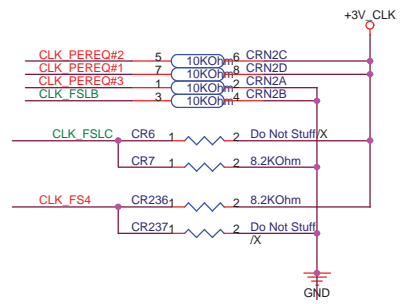 +3V_CLK
CLK_PEREQ#2 5 10KOhm 6 CRN2C
CLK_PEREQ#1 7 10KOhm 8 CRN2D
CLK_PEREQ#3 1 10KOhm 2 CRN2A
CLK_FSLB 3 10KOhm 4 CRN2B
CLK_FSLC CR6 1 2 Do Not Stuff/X
CR7 1 2 8.2KOhm
CLK_FS4 CR236 1 2 8.2KOhm
CR237 1 2 Do Not Stuff
/X
GND